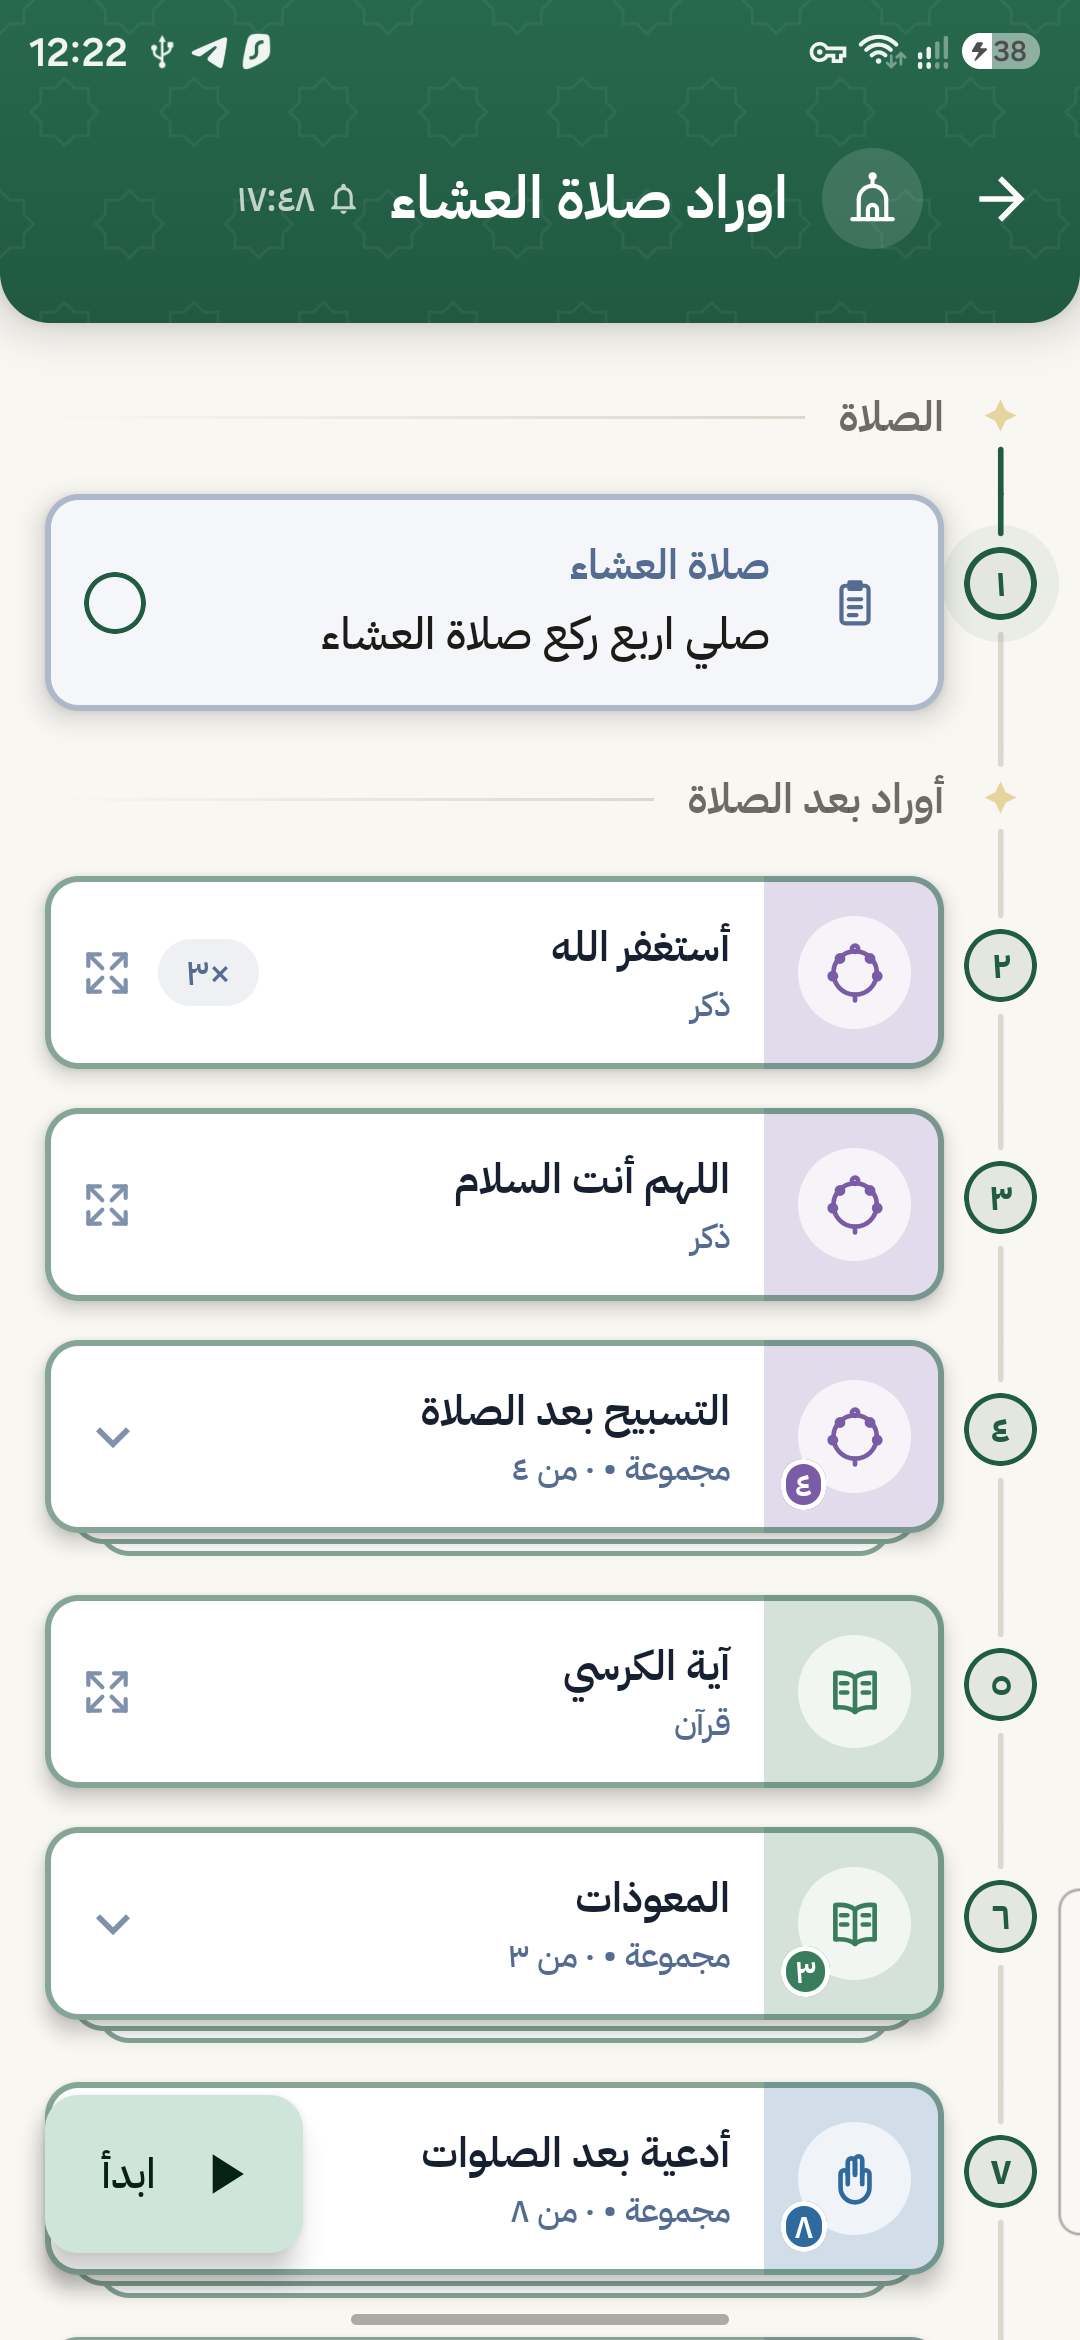 12:22
38
اوراد صلاة العشاء ١٧:٤٨
الصلاة
١
صلاة العشاء
صلي اربع ركع صلاة العشاء
أوراد بعد الصلاة
٢
أستغفر الله
ذكر
×٣
٣
اللهم أنت السلام
ذكر
٤
التسبيح بعد الصلاة
مجموعة • ٠ من ٤
٤
٥
آية الكرسي
قرآن
٦
المعوذات
مجموعة • ٠ من ٣
٣
٧
أدعية بعد الصلوات
مجموعة • ٠ من ٨
٨
ابدأ